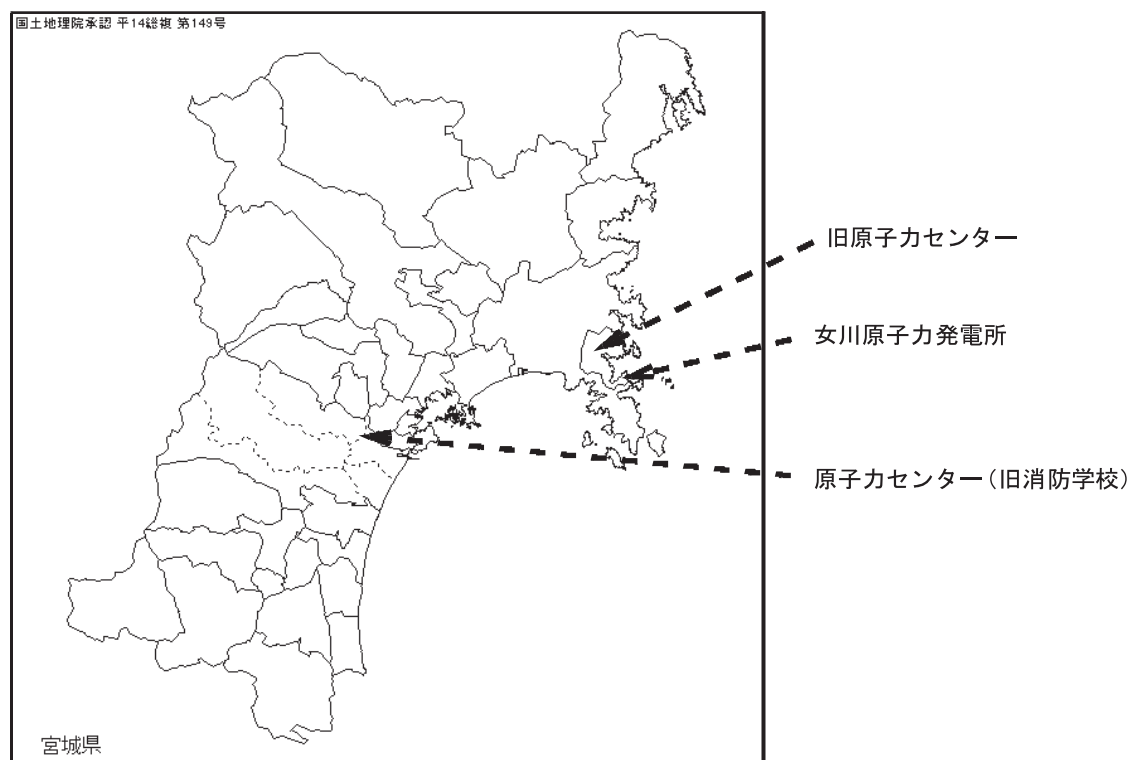 国土地理院承認 平14総複 第149号
旧原子力センター
女川原子力発電所
原子力センター(旧消防学校)
宮城県